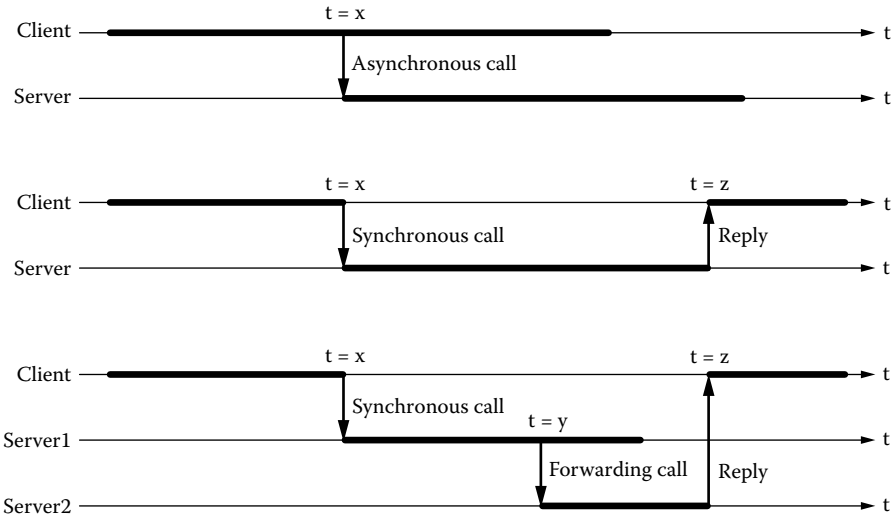 t = x
Client t
Asynchronous call
Server t
t = x t = z
Client t
Synchronous call Reply
Server t
t = x t = z
Client t
Synchronous call
t = y
Server1 t
Forwarding call Reply
Server2 t